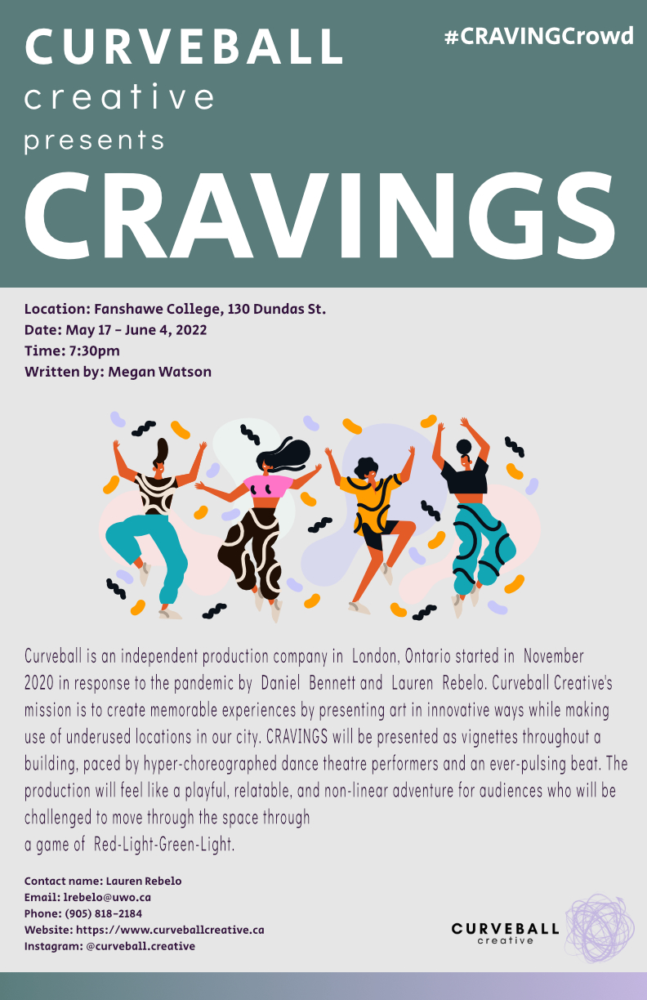 CURVEBALL
#CRAVINGCrowd
creative
presents
CRAVINGS
Location: Fanshawe College, 130 Dundas St.
Date: May 17 - June 4, 2022
Time: 7:30pm
Written by: Megan Watson
Curveball is an independent production company in London, Ontario started in November
2020 in response to the pandemic by Daniel Bennett and Lauren Rebelo. Curveball Creative's
mission is to create memorable experiences by presenting art in innovative ways while making
use of underused locations in our city. CRAVINGS will be presented as vignettes throughout a
building, paced by hyper-choreographed dance theatre performers and an ever-pulsing beat. The
production will feel like a playful, relatable, and non-linear adventure for audiences who will be
challenged to move through the space through
a game of Red-Light-Green-Light.
Contact name: Lauren Rebelo
Email: lrebelo@uwo.ca
Phone: (905) 818-2184
Website: https://www.curveballcreative.ca
Instagram: @curveball.creative
CURVEBALL
creative